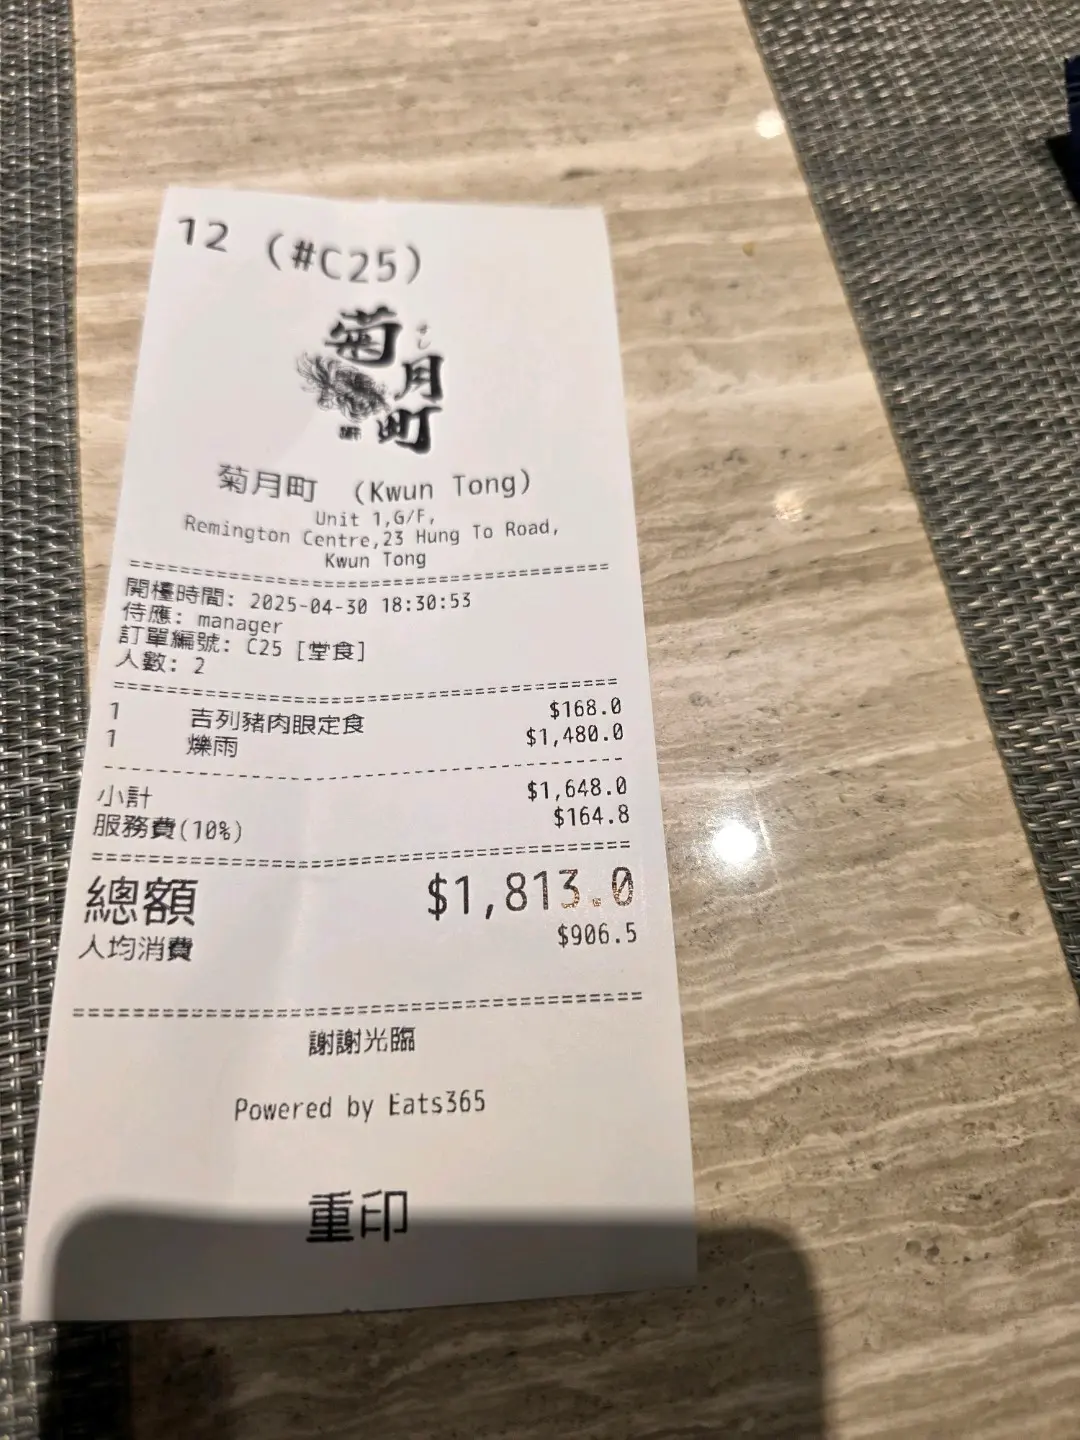 12 (#C25)
菊月町
菊月町 (Kwun Tong)
Unit 1,G/F,
Remington Centre,23 Hung To Road,
Kwun Tong
開檯時間: 2025-04-30 18:30:53
侍應: manager
訂單編號: C25 [堂食]
人數: 2
1 吉列豬肉眼定食 $168.0
1 爍雨 $1,480.0
小計 $1,648.0
服務費(10%) $164.8
總額 $1,813.0
人均消費 $906.5
謝謝光臨
Powered by Eats365
重印